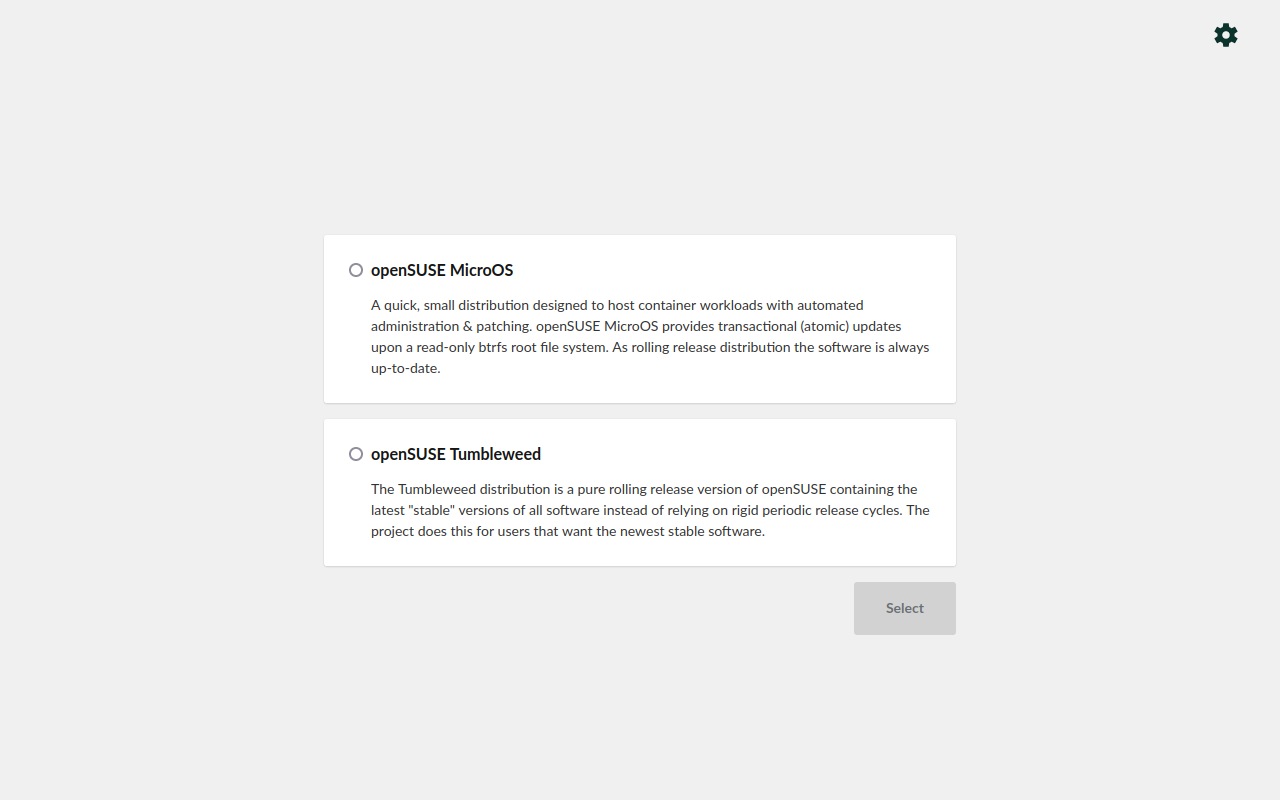 openSUSE MicroOS
A quick, small distribution designed to host container workloads with automated
administration & patching. openSUSE MicroOS provides transactional (atomic) updates
upon a read-only btrfs root file system. As rolling release distribution the software is always
up-to-date.
openSUSE Tumbleweed
The Tumbleweed distribution is a pure rolling release version of openSUSE containing the
latest "stable" versions of all software instead of relying on rigid periodic release cycles. The
project does this for users that want the newest stable software.
Select